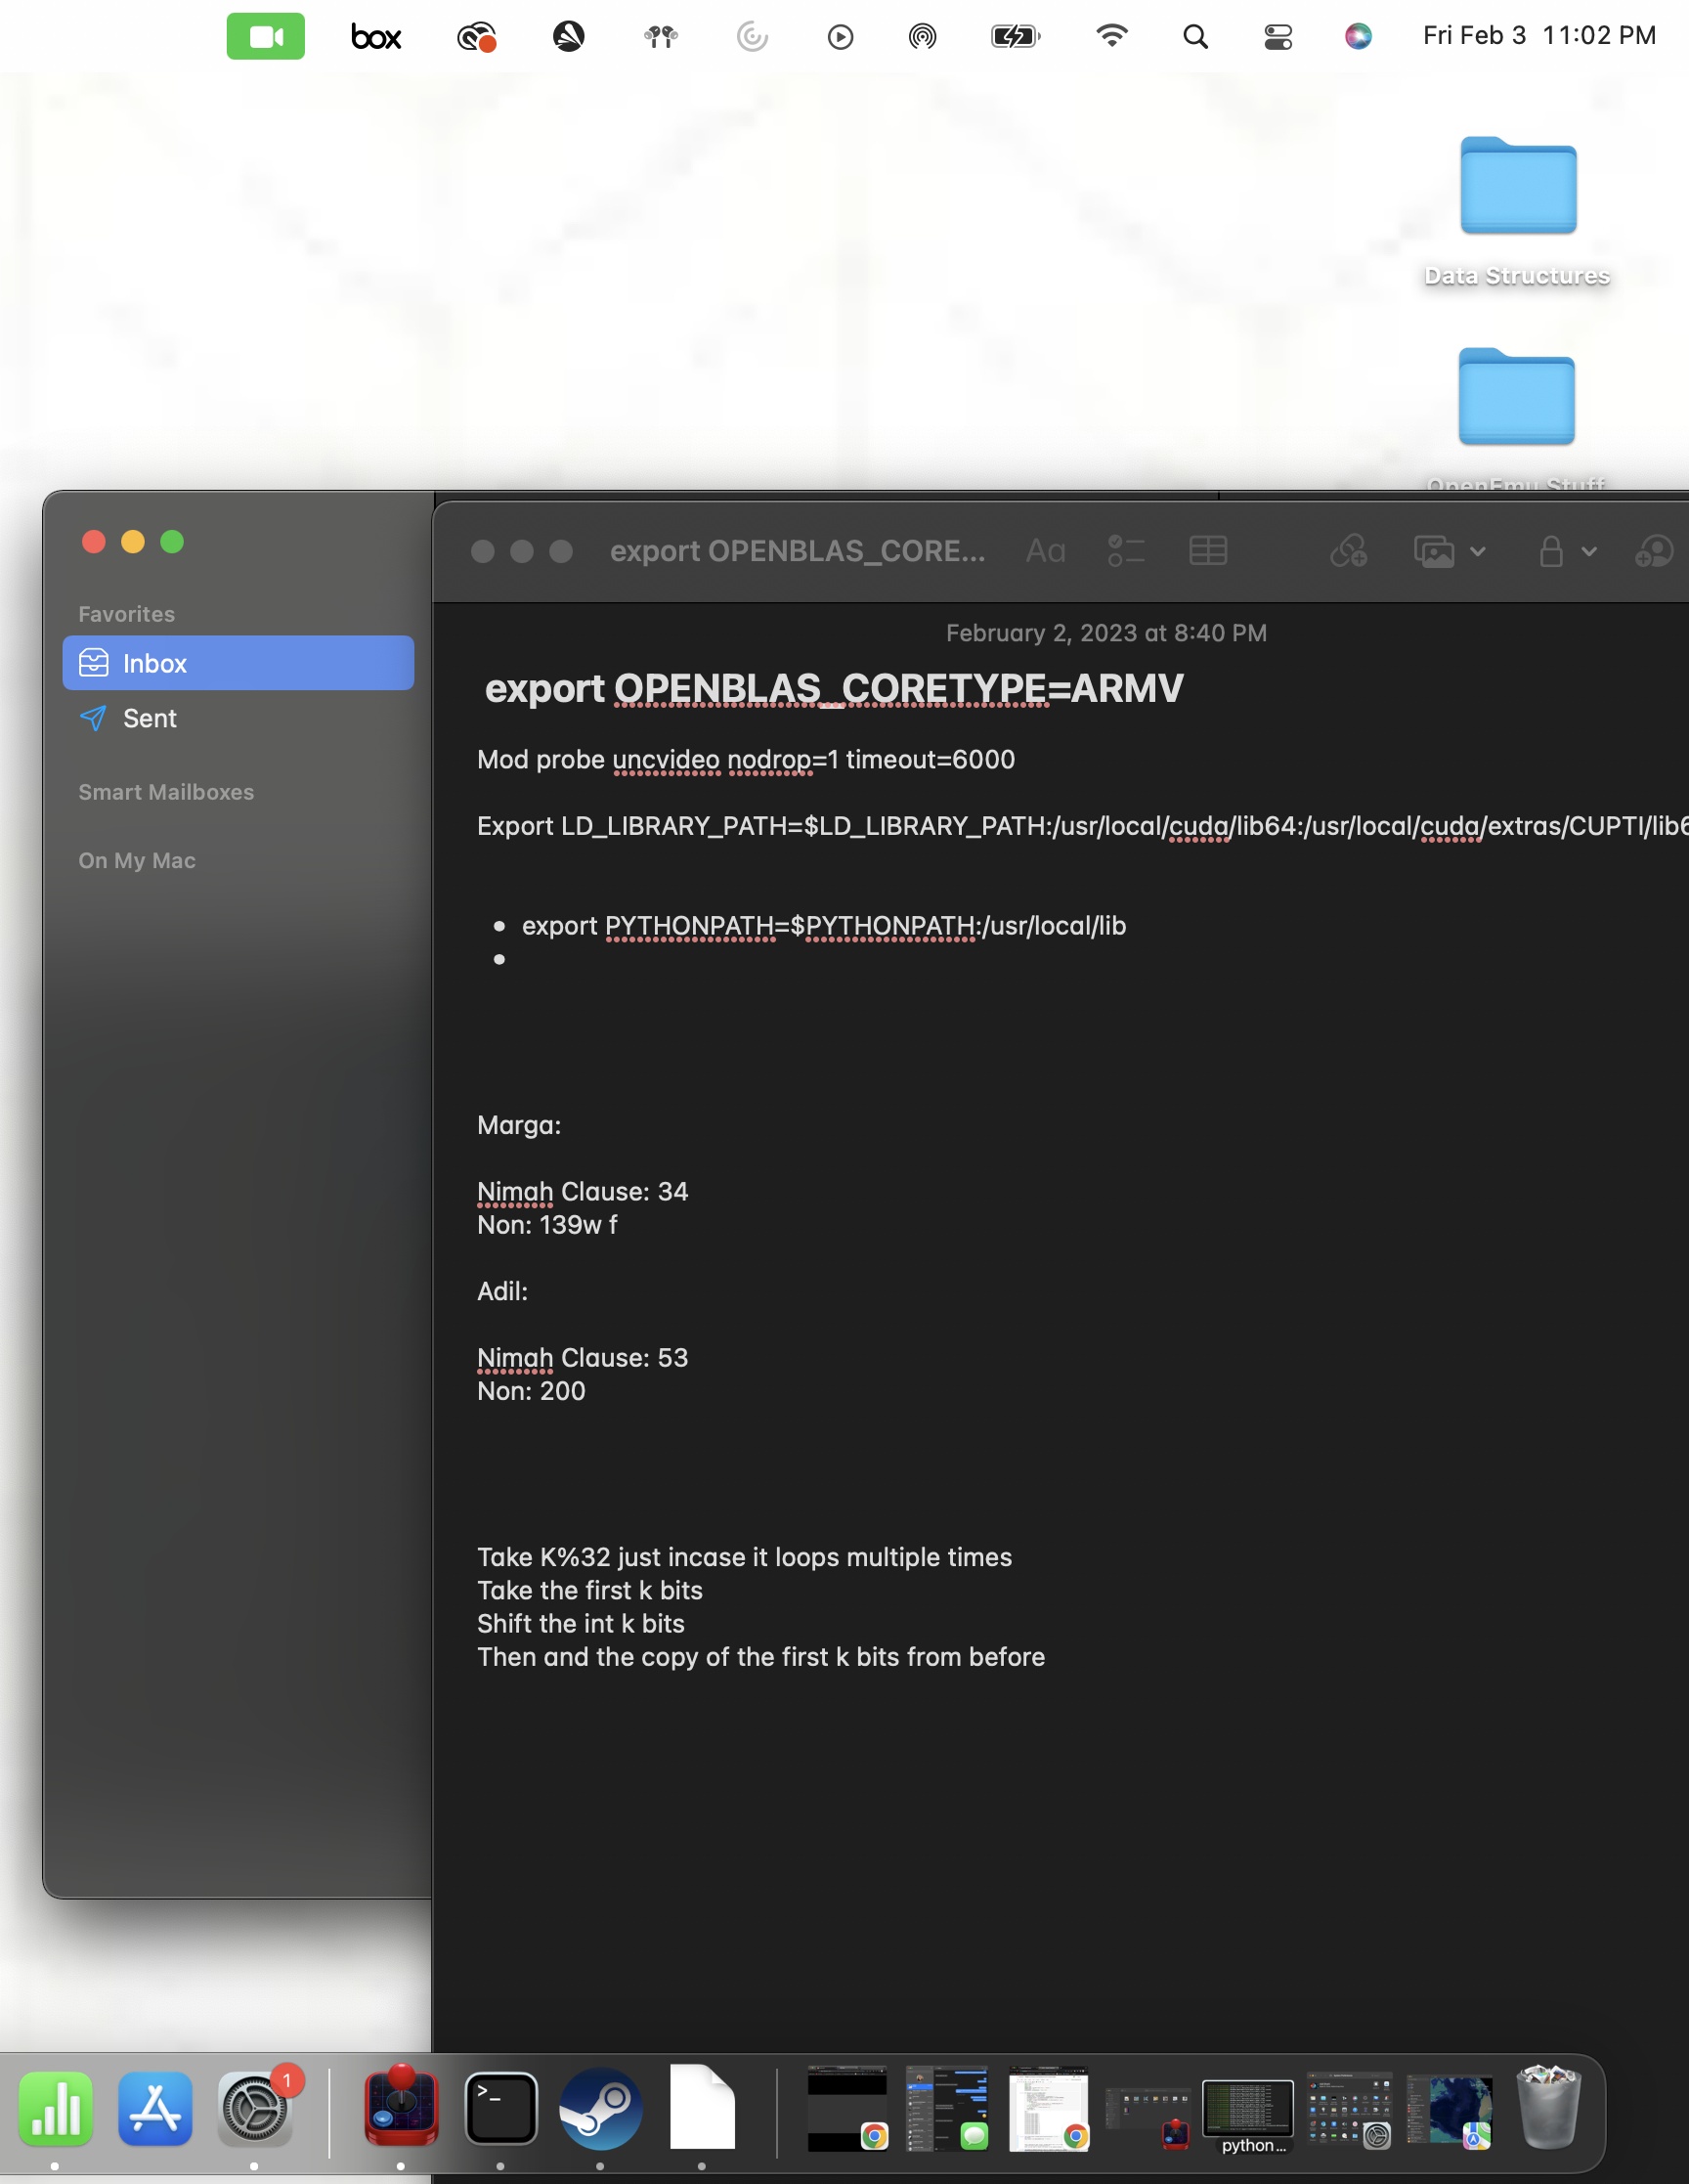 box
Fri Feb 3 11:02 PM
Data Structures
OpenEmu Stuff
export OPENBLAS_CORE...
Aa
Favorites
Inbox
Sent
Smart Mailboxes
On My Mac
February 2, 2023 at 8:40 PM
export OPENBLAS_CORETYPE=ARMV
Mod probe uncvideo nodrop=1 timeout=6000
Export LD_LIBRARY_PATH=$LD_LIBRARY_PATH:/usr/local/cuda/lib64:/usr/local/cuda/extras/CUPTI/lib6
• export PYTHONPATH=$PYTHONPATH:/usr/local/lib
•
Marga:
Nimah Clause: 34
Non: 139w f
Adil:
Nimah Clause: 53
Non: 200
Take K%32 just incase it loops multiple times
Take the first k bits
Shift the int k bits
Then and the copy of the first k bits from before
1
>_
python...